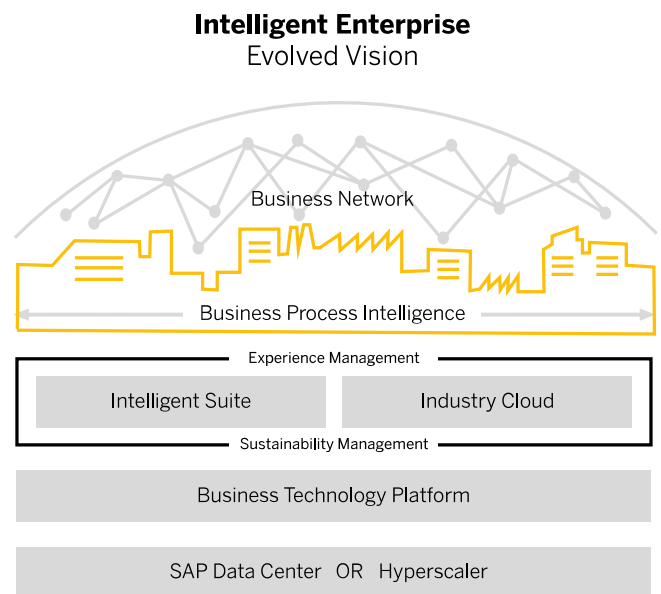 Intelligent Enterprise
Evolved Vision
Business Network
Business Process Intelligence
Experience Management
Intelligent Suite
Industry Cloud
Sustainability Management
Business Technology Platform
SAP Data Center OR Hyperscaler